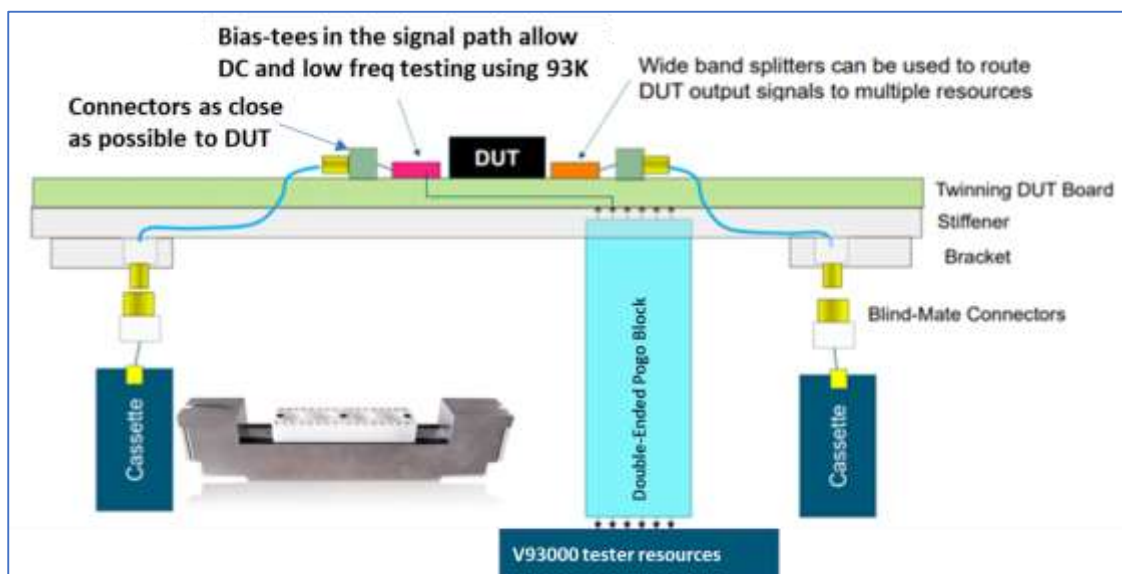 Bias-tees in the signal path allow
DC and low freq testing using 93K
Wide band splitters can be used to route
DUT output signals to multiple resources
Connectors as close
as possible to DUT
DUT
Twinning DUT Board
Stiffener
Bracket
Blind-Mate Connectors
Double-Ended Pogo Block
Cassette
Cassette
V93000 tester resources